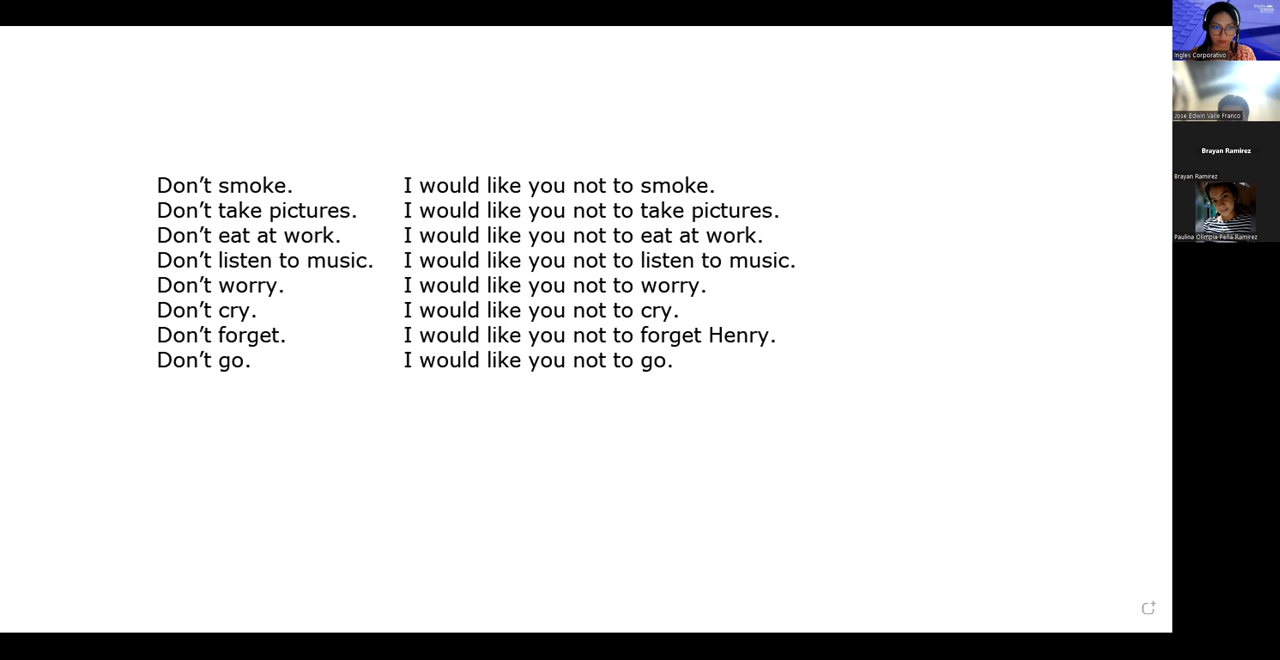 Don't smoke. I would like you not to smoke.
Don't take pictures. I would like you not to take pictures.
Don't eat at work. I would like you not to eat at work.
Don't listen to music. I would like you not to listen to music.
Don't worry. I would like you not to worry.
Don't cry. I would like you not to cry.
Don't forget. I would like you not to forget Henry.
Don't go. I would like you not to go.
Ingles Corporativo
Jose Edwin Valle Franco
Brayan Ramirez
Brayan Ramirez
Paulina Olimpia Peña Ramirez